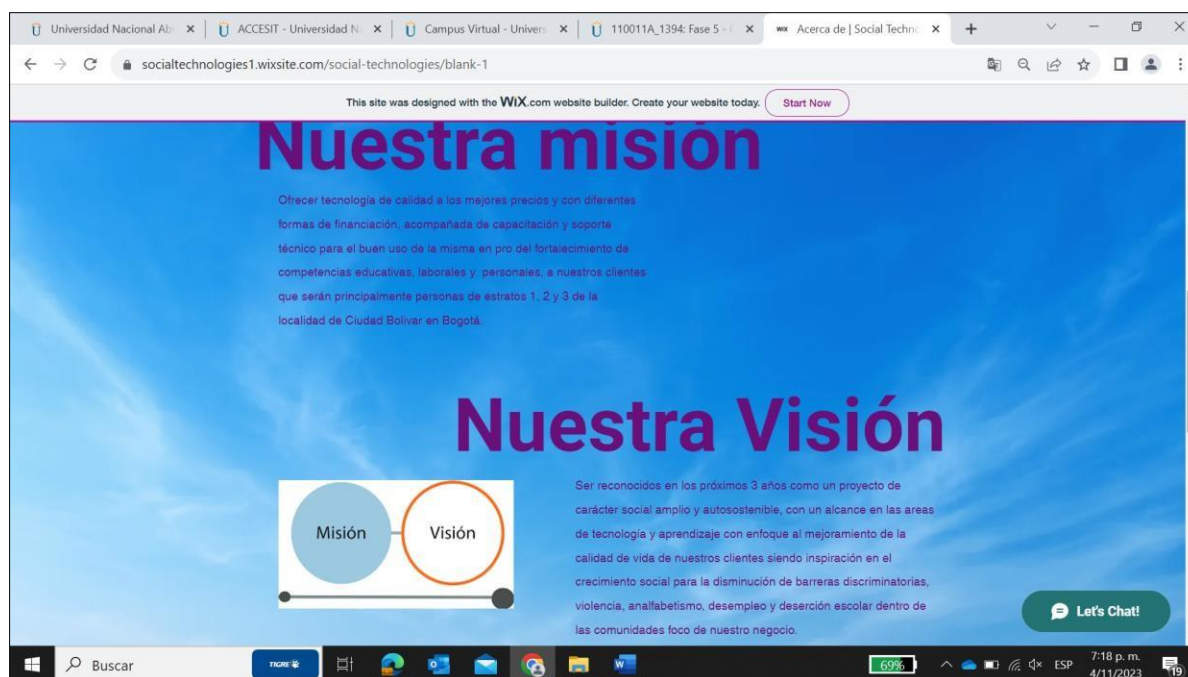 Universidad Nacional Ab
ACCESIT - Universidad N
Campus Virtual - Univers
110011A_1394: Fase 5 -
Acerca de | Social Techno
socialtechnologies1.wixsite.com/social-technologies/blank-1
This site was designed with the WiX.com website builder. Create your website today. Start Now
Nuestra misión
Ofrecer tecnología de calidad a los mejores precios y con diferentes
formas de financiación, acompañada de capacitación y soporte
técnico para el buen uso de la misma en pro del fortalecimiento de
competencias educativas, laborales y personales, a nuestros clientes
que serán principalmente personas de estratos 1, 2 y 3 de la
localidad de Ciudad Bolivar en Bogotá.
Nuestra Visión
Misión
Visión
Ser reconocidos en los próximos 3 años como un proyecto de
carácter social amplio y autosostenible, con un alcance en las areas
de tecnología y aprendizaje con enfoque al mejoramiento de la
calidad de vida de nuestros clientes siendo inspiración en el
crecimiento social para la disminución de barreras discriminatorias,
violencia, analfabetismo, desempleo y deserción escolar dentro de
las comunidades foco de nuestro negocio.
Let's Chat!
Buscar
TIGRE
69%
ESP
7:18 p. m.
4/11/2023
19